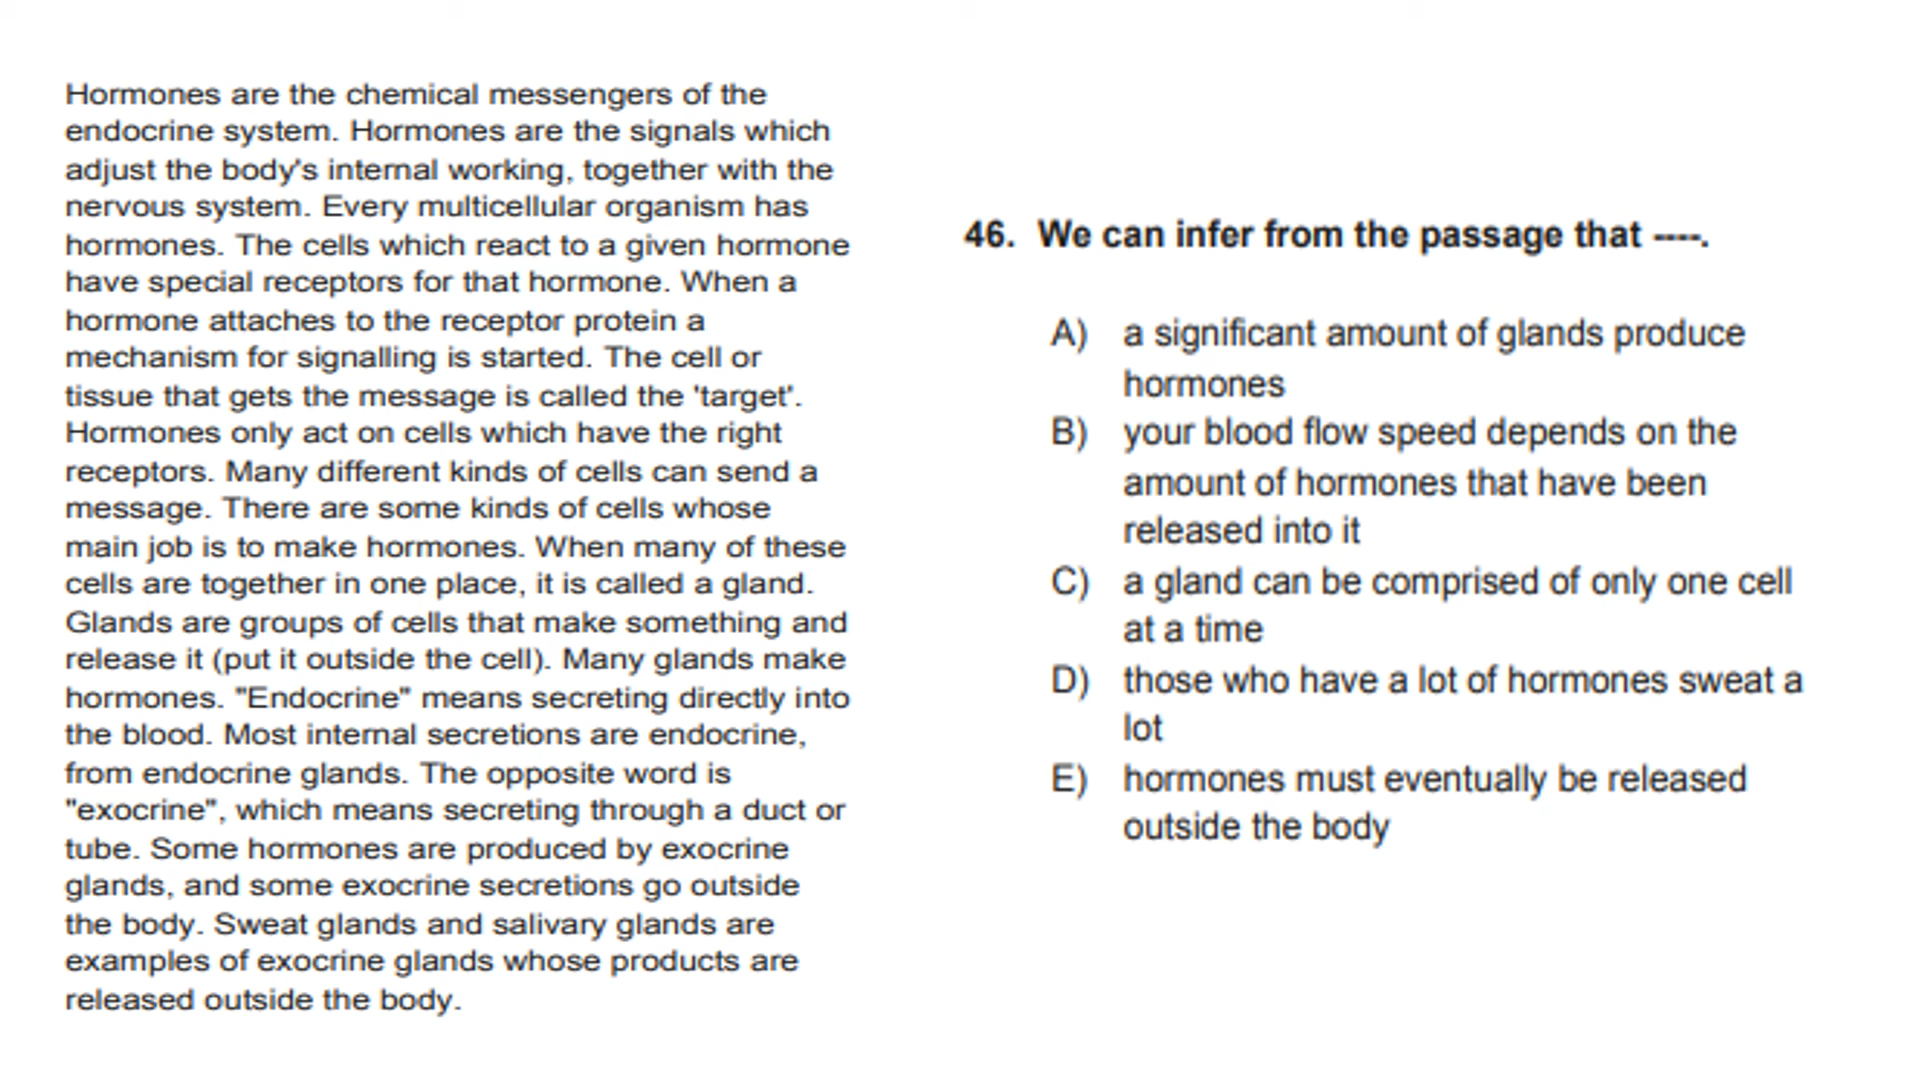 Hormones are the chemical messengers of the
endocrine system. Hormones are the signals which
adjust the body's internal working, together with the
nervous system. Every multicellular organism has
hormones. The cells which react to a given hormone
have special receptors for that hormone. When a
hormone attaches to the receptor protein a
mechanism for signalling is started. The cell or
tissue that gets the message is called the 'target'.
Hormones only act on cells which have the right
receptors. Many different kinds of cells can send a
message. There are some kinds of cells whose
main job is to make hormones. When many of these
cells are together in one place, it is called a gland.
Glands are groups of cells that make something and
release it (put it outside the cell). Many glands make
hormones. "Endocrine" means secreting directly into
the blood. Most internal secretions are endocrine,
from endocrine glands. The opposite word is
"exocrine", which means secreting through a duct or
tube. Some hormones are produced by exocrine
glands, and some exocrine secretions go outside
the body. Sweat glands and salivary glands are
examples of exocrine glands whose products are
released outside the body.
46. We can infer from the passage that ----.
A) a significant amount of glands produce
hormones
B) your blood flow speed depends on the
amount of hormones that have been
released into it
C) a gland can be comprised of only one cell
at a time
D) those who have a lot of hormones sweat a
lot
E) hormones must eventually be released
outside the body